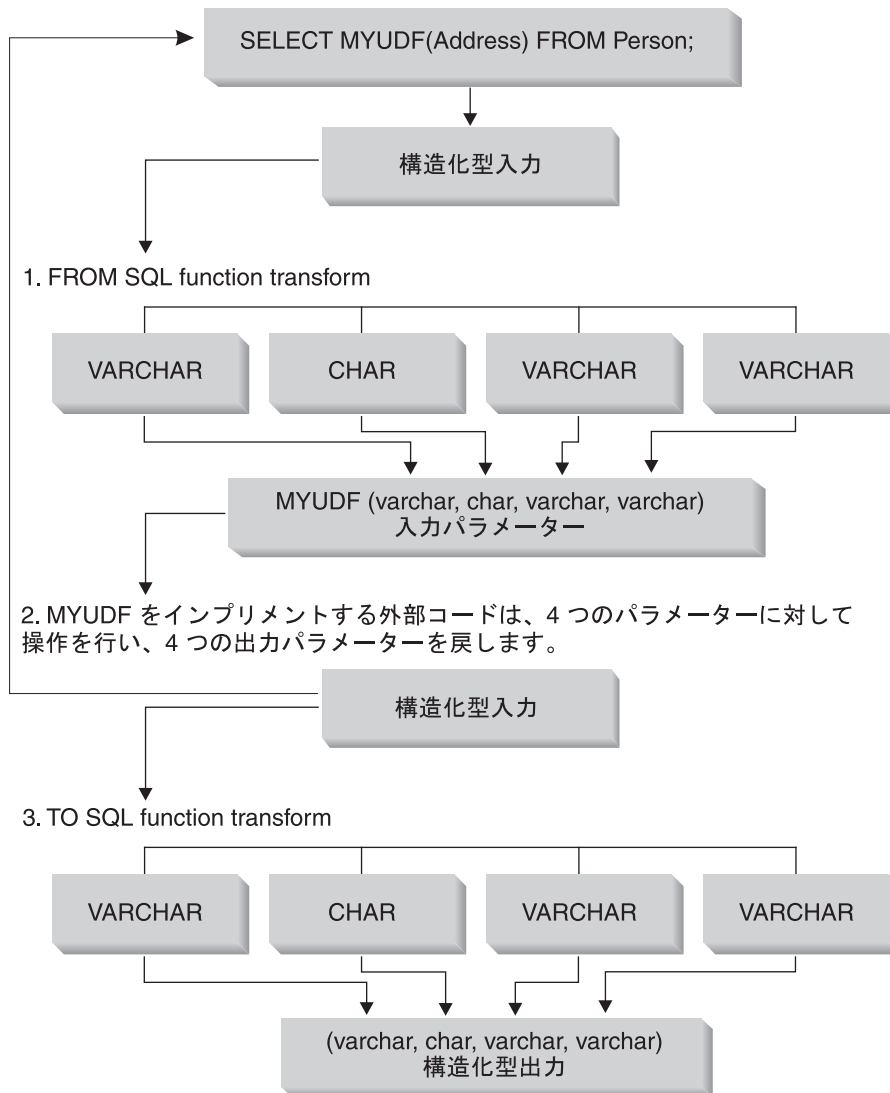 SELECT MYUDF(Address) FROM Person;
構造化型入力
1. FROM SQL function transform
VARCHAR
CHAR
VARCHAR
VARCHAR
MYUDF (varchar, char, varchar, varchar)
入力パラメーター
2. MYUDF をインプリメントする外部コードは、4 つのパラメーターに対して
操作を行い、4 つの出力パラメーターを戻します。
構造化型入力
3. TO SQL function transform
VARCHAR
CHAR
VARCHAR
VARCHAR
(varchar, char, varchar, varchar)
構造化型出力